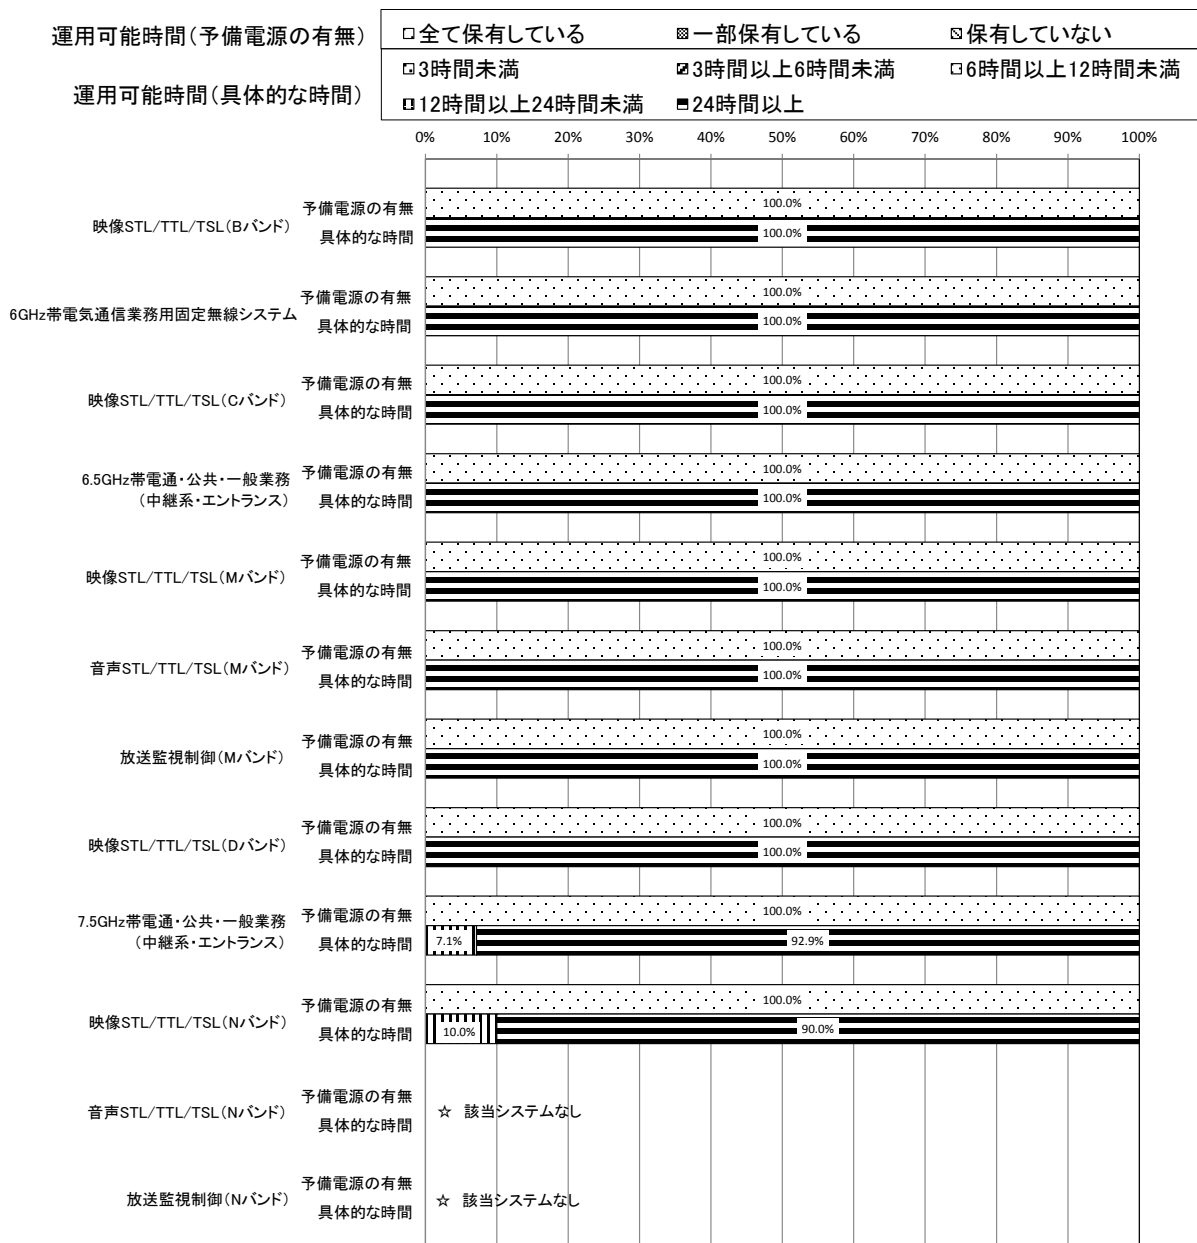 運用可能時間(予備電源の有無) 全て保有している 一部保有している 保有していない
運用可能時間(具体的な時間) 3時間未満 3時間以上6時間未満 6時間以上12時間未満
12時間以上24時間未満 24時間以上
0% 10% 20% 30% 40% 50% 60% 70% 80% 90% 100%
映像STL/TTL/TSL(Bバンド)
予備電源の有無 100.0%
具体的な時間 100.0%
6GHz帯電気通信業務用固定無線システム
予備電源の有無 100.0%
具体的な時間 100.0%
映像STL/TTL/TSL(Cバンド)
予備電源の有無 100.0%
具体的な時間 100.0%
6.5GHz帯電通・公共・一般業務
(中継系・エントランス)
予備電源の有無 100.0%
具体的な時間 100.0%
映像STL/TTL/TSL(Mバンド)
予備電源の有無 100.0%
具体的な時間 100.0%
音声STL/TTL/TSL(Mバンド)
予備電源の有無 100.0%
具体的な時間 100.0%
放送監視制御(Mバンド)
予備電源の有無 100.0%
具体的な時間 100.0%
映像STL/TTL/TSL(Dバンド)
予備電源の有無 100.0%
具体的な時間 100.0%
7.5GHz帯電通・公共・一般業務
(中継系・エントランス)
予備電源の有無 100.0%
具体的な時間 7.1% 92.9%
映像STL/TTL/TSL(Nバンド)
予備電源の有無 100.0%
具体的な時間 10.0% 90.0%
音声STL/TTL/TSL(Nバンド)
予備電源の有無
具体的な時間
☆ 該当システムなし
放送監視制御(Nバンド)
予備電源の有無
具体的な時間
☆ 該当システムなし